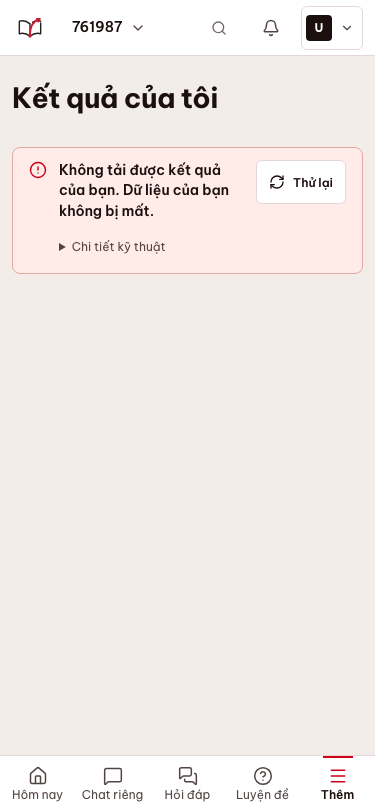 761987
U
Kết quả của tôi
Không tải được kết quả
của bạn. Dữ liệu của bạn
không bị mất.
Thử lại
Chi tiết kỹ thuật
Hôm nay
Chat riêng
Hỏi đáp
Luyện đề
Thêm